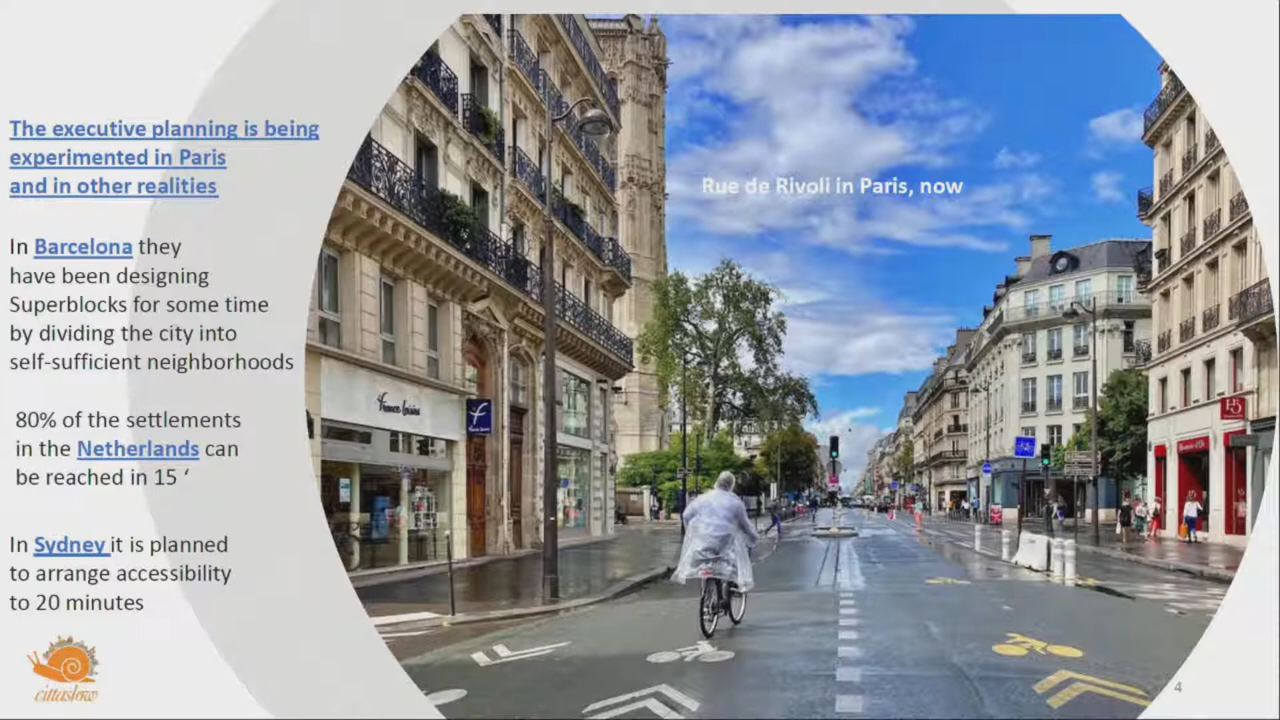 The executive planning is being
experimented in Paris
and in other realities
In Barcelona they
have been designing
Superblocks for some time
by dividing the city into
self-sufficient neighborhoods
80% of the settlements
in the Netherlands can
be reached in 15 ‘
In Sydney it is planned
to arrange accessibility
to 20 minutes
cittaslow
Rue de Rivoli in Paris, now
4